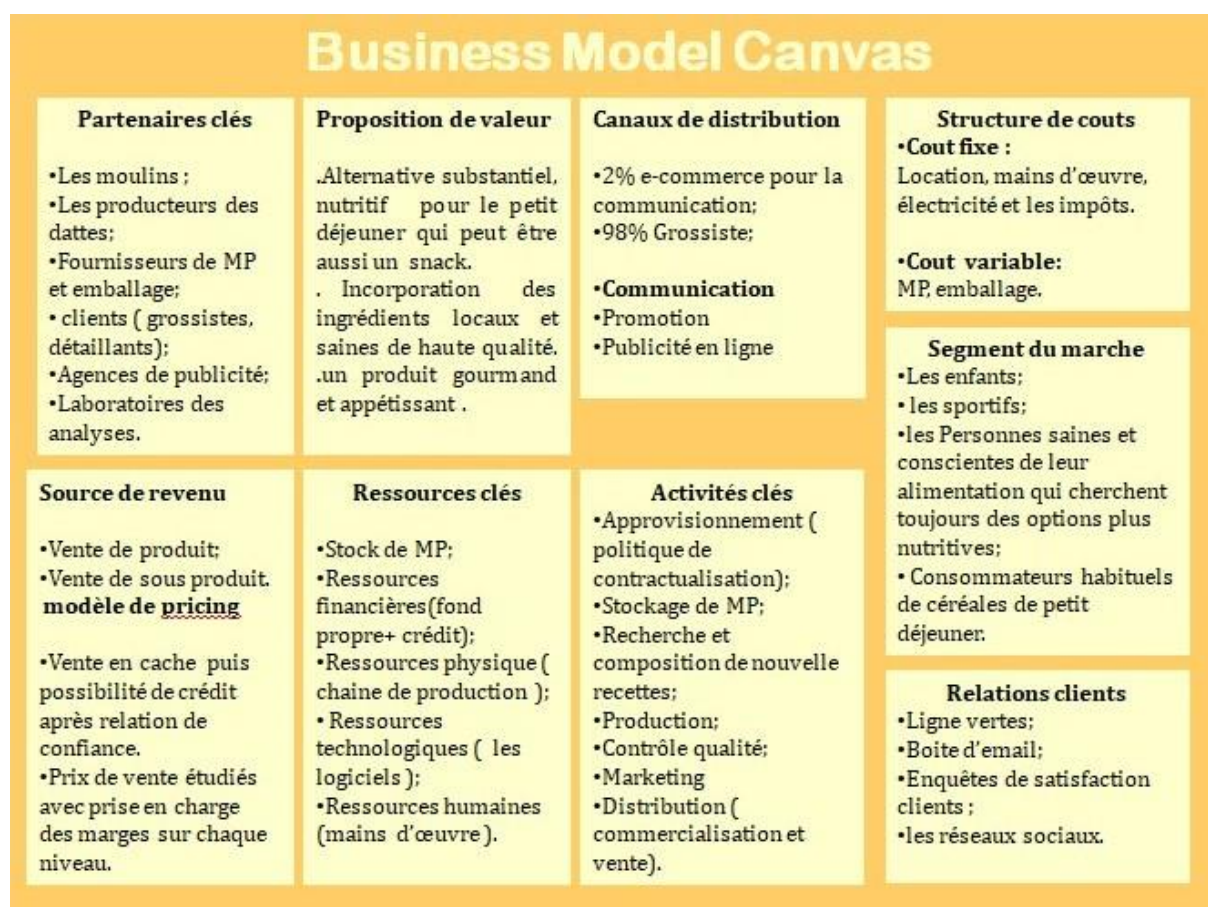 Business Model Canvas
Partenaires clés
•Les moulins ;
•Les producteurs des
dattes;
•Fournisseurs de MP
et emballage;
• clients ( grossistes,
détaillants);
•Agences de publicité;
•Laboratoires des
analyses.
Proposition de valeur
.Alternative substantiel,
nutritif pour le petit
déjeuner qui peut être
aussi un snack.
. Incorporation des
ingrédients locaux et
saines de haute qualité.
.un produit gourmand
et appétissant .
Canaux de distribution
•2% e-commerce pour la
communication;
•98% Grossiste;
•Communication
•Promotion
•Publicité en ligne
Structure de couts
•Cout fixe :
Location, mains d'œuvre,
électricité et les impôts.
•Cout variable:
MP, emballage.
Segment du marche
•Les enfants;
• les sportifs;
•les Personnes saines et
conscientes de leur
alimentation qui cherchent
toujours des options plus
nutritives;
• Consommateurs habituels
de céréales de petit
déjeuner.
Source de revenu
•Vente de produit;
•Vente de sous produit.
modèle de pricing
•Vente en cache puis
possibilité de crédit
après relation de
confiance.
•Prix de vente étudiés
avec prise en charge
des marges sur chaque
niveau.
Ressources clés
•Stock de MP;
•Ressources
financières(fond
propre+ crédit);
•Ressources physique (
chaine de production );
• Ressources
technologiques ( les
logiciels );
•Ressources humaines
(mains d'œuvre ).
Activités clés
•Approvisionnement (
politique de
contractualisation);
•Stockage de MP;
•Recherche et
composition de nouvelle
recettes;
•Production;
•Contrôle qualité;
•Marketing
•Distribution (
commercialisation et
vente).
Relations clients
•Ligne vertes;
•Boite d'email;
•Enquêtes de satisfaction
clients ;
•les réseaux sociaux.